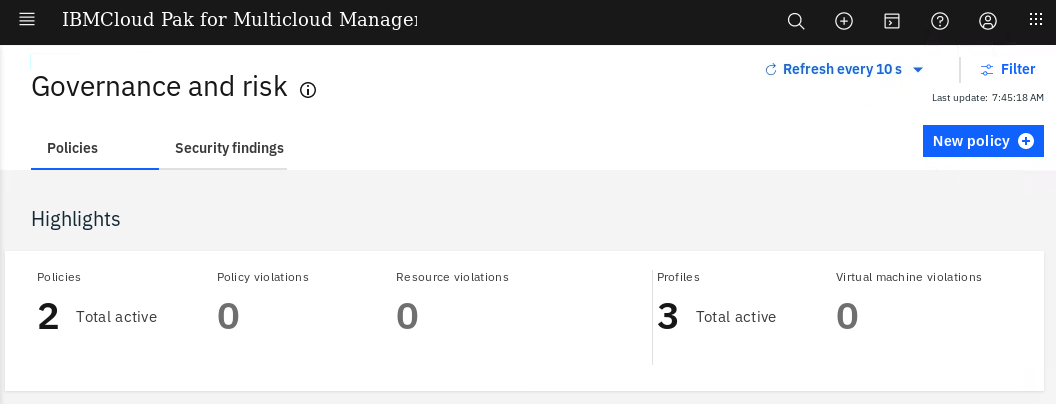 IBMCloud Pak for Multicloud Manager
Refresh every 10 s
Filter
Governance and risk
Last update: 7:45:18 AM
Policies
Security findings
New policy
Highlights
Policies
Policy violations
Resource violations
Profiles
Virtual machine violations
2 Total active
0
0
3 Total active
0